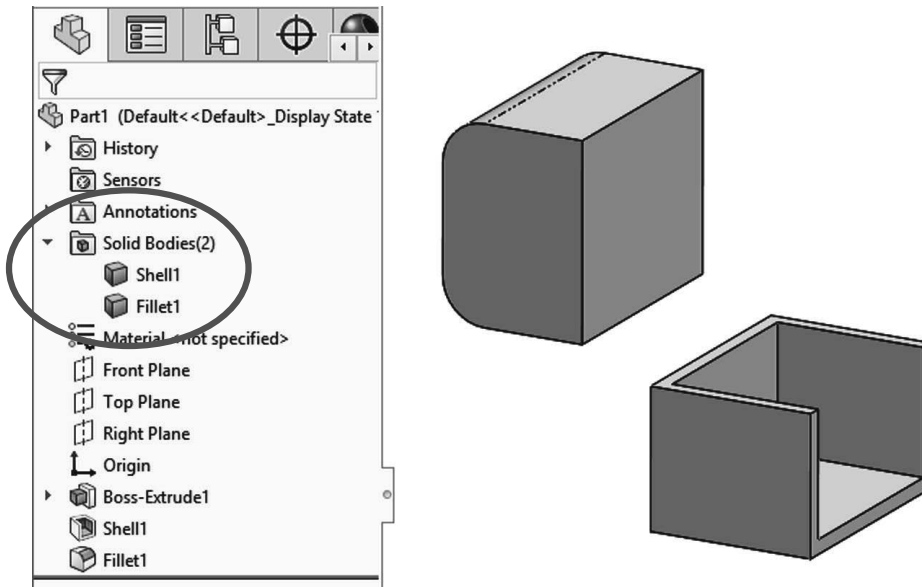 Part1 (Default<<Default>_Display State
History
Sensors
Annotations
Solid Bodies(2)
Shell1
Fillet1
Material <not specified>
Front Plane
Top Plane
Right Plane
Origin
Boss-Extrude1
Shell1
Fillet1